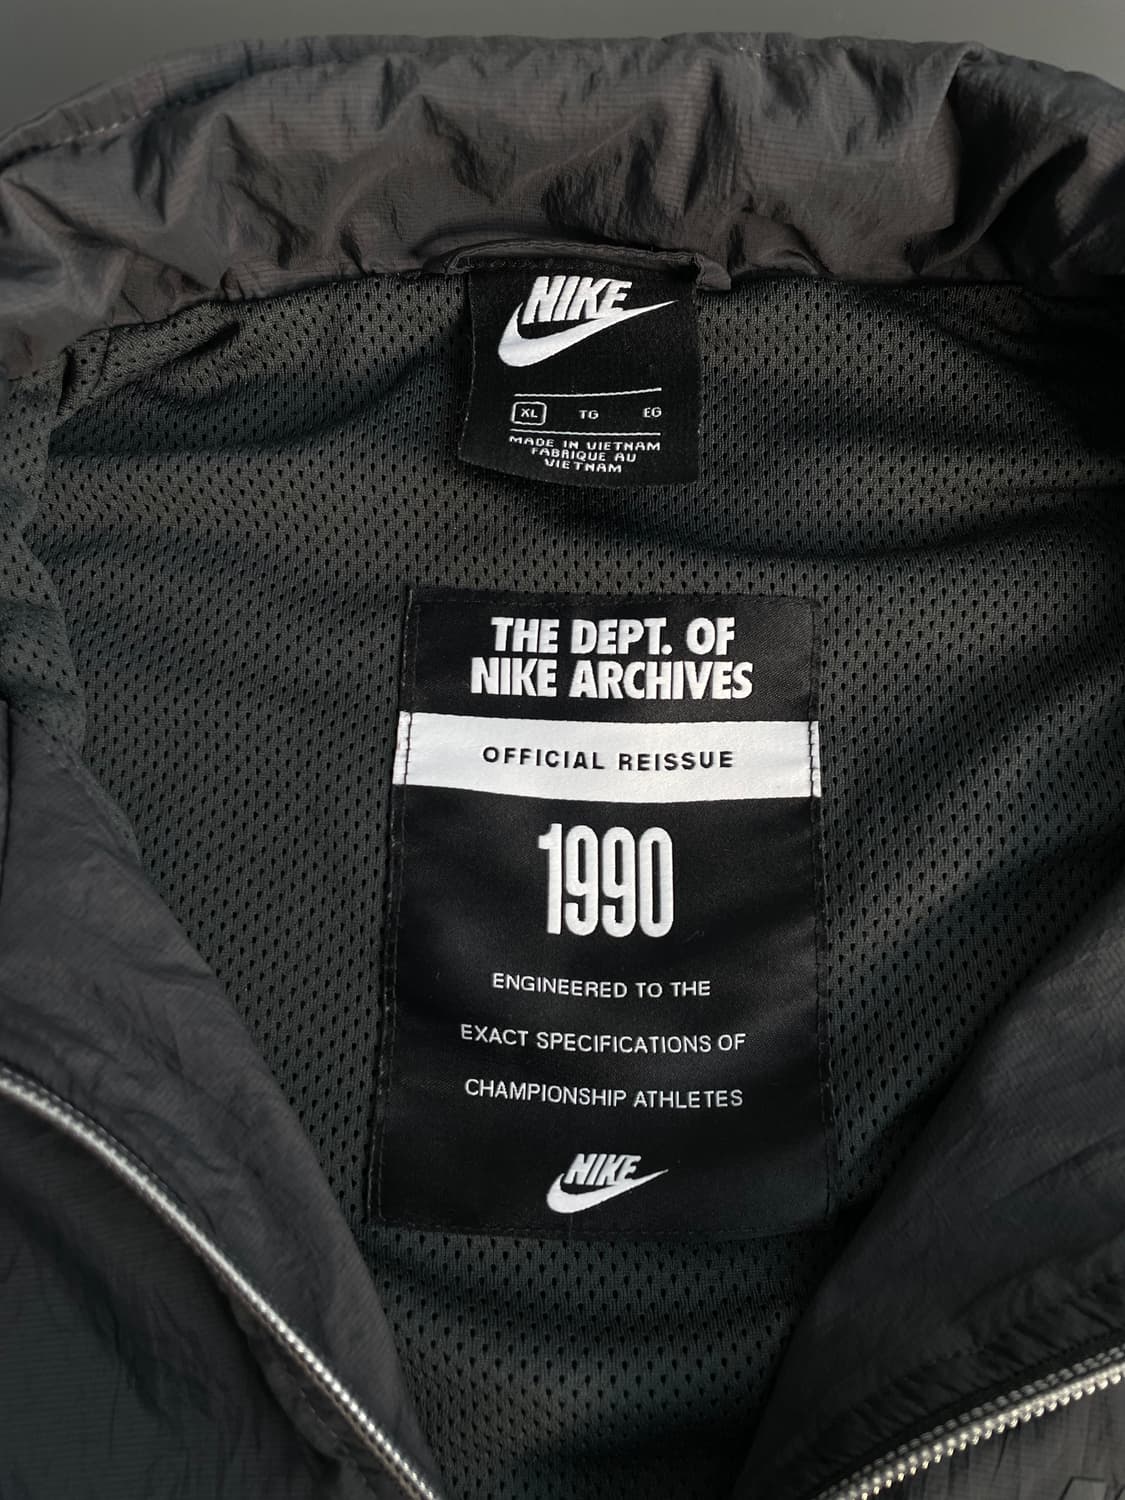 NIKE
XL TG EG
MADE IN VIETNAM
FABRIQUE AU
VIETNAM
THE DEPT. OF
NIKE ARCHIVES
OFFICIAL REISSUE
1990
ENGINEERED TO THE
EXACT SPECIFICATIONS OF
CHAMPIONSHIP ATHLETES
NIKE